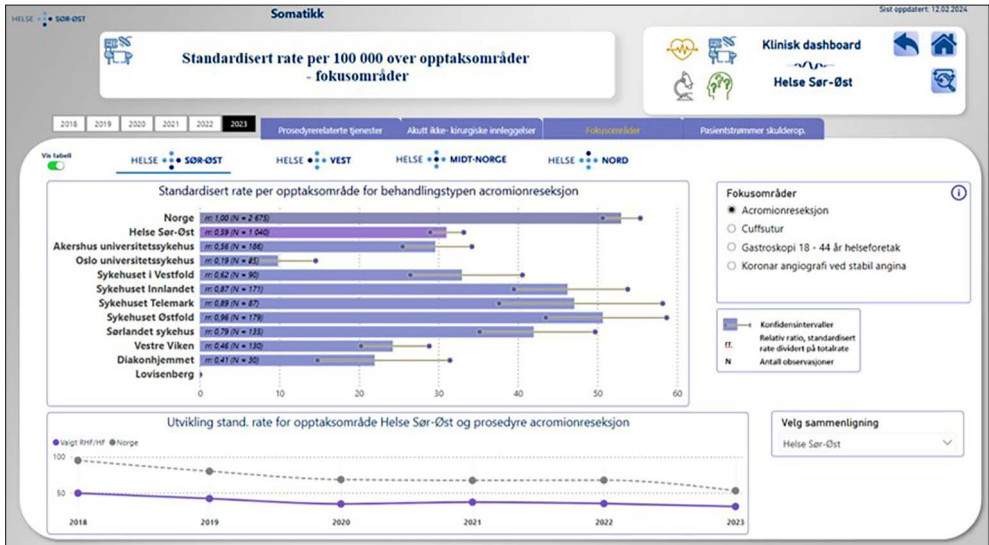 HELSE SØR-ØST
Somatikk
Sist oppdatert: 12.02.2024
Standardisert rate per 100 000 over opptaksområder
- fokusområder
Klinisk dashboard
Helse Sør-Øst
2018 2019 2020 2021 2022 2023
Prosedyrerelaterte tjenester
Akutt ikke- kirurgiske innleggelser
Fokusområder
Pasientstrømmer skulderop.
Vis tabell
HELSE SØR-ØST
HELSE VEST
HELSE MIDT-NORGE
HELSE NORD
Standardisert rate per opptaksområde for behandlingstypen acromionreseksjon
Norge rr: 1,00 (N = 2 675)
Helse Sør-Øst rr: 0,59 (N = 1 040)
Akershus universitetssykehus rr: 0,56 (N = 186)
Oslo universitetssykehus rr: 0,19 (N = 85)
Sykehuset i Vestfold rr: 0,62 (N = 90)
Sykehuset Innlandet rr: 0,87 (N = 171)
Sykehuset Telemark rr: 0,89 (N = 87)
Sykehuset Østfold rr: 0,96 (N = 179)
Sørlandet sykehus rr: 0,79 (N = 135)
Vestre Viken rr: 0,46 (N = 130)
Diakonhjemmet rr: 0,41 (N = 30)
Lovisenberg
0 10 20 30 40 50 60
Fokusområder
Acromionreseksjon
Cuffsutur
Gastroskopi 18 - 44 år helseforetak
Koronar angiografi ved stabil angina
Konfidensintervaller
rr Relativ ratio, standardisert
rate dividert på totalrate
N Antall observasjoner
Utvikling stand. rate for opptaksområde Helse Sør-Øst og prosedyre acromionreseksjon
Valgt RHF/HF Norge
100
50
2018 2019 2020 2021 2022 2023
Velg sammenligning
Helse Sør-Øst